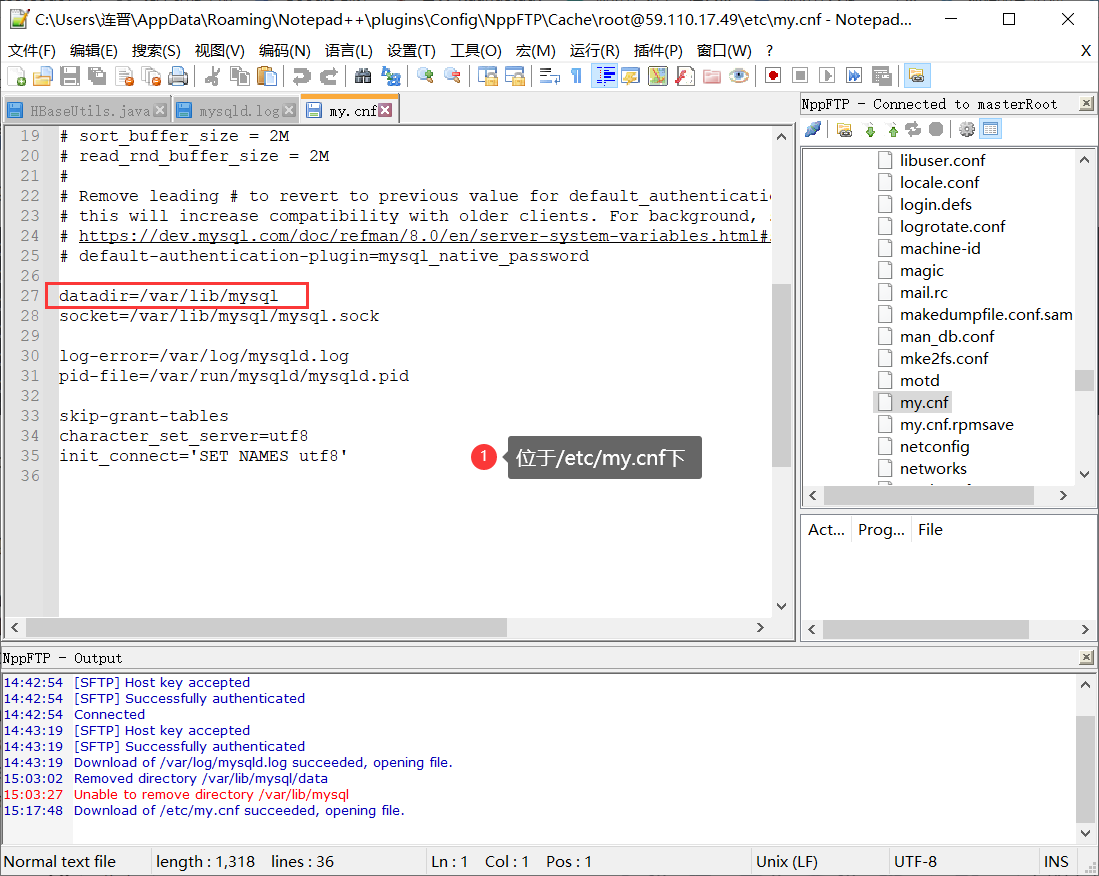 C:\Users\连晋\AppData\Roaming\Notepad++\plugins\Config\NppFTP\Cache\root@59.110.17.49\etc\my.cnf - Notepad...
文件(F) 编辑(E) 搜索(S) 视图(V) 编码(N) 语言(L) 设置(T) 工具(O) 宏(M) 运行(R) 插件(P) 窗口(W) ? X
HBaseUtils.java mysqld.log my.cnf
19 # sort_buffer_size = 2M
20 # read_rnd_buffer_size = 2M
21 #
22 # Remove leading # to revert to previous value for default_authenticatio
23 # this will increase compatibility with older clients. For background,
24 # https://dev.mysql.com/doc/refman/8.0/en/server-system-variables.html#
25 # default-authentication-plugin=mysql_native_password
26
27 datadir=/var/lib/mysql
28 socket=/var/lib/mysql/mysql.sock
29
30 log-error=/var/log/mysqld.log
31 pid-file=/var/run/mysqld/mysqld.pid
32
33 skip-grant-tables
34 character_set_server=utf8
35 init_connect='SET NAMES utf8'
36
1 位于/etc/my.cnf下
NppFTP - Connected to masterRoot
libuser.conf
locale.conf
login.defs
logrotate.conf
machine-id
magic
mail.rc
makedumpfile.conf.sam
man_db.conf
mke2fs.conf
motd
my.cnf
my.cnf.rpmsave
netconfig
networks
Act... Prog... File
NppFTP - Output
14:42:54 [SFTP] Host key accepted
14:42:54 [SFTP] Successfully authenticated
14:42:54 Connected
14:43:19 [SFTP] Host key accepted
14:43:19 [SFTP] Successfully authenticated
14:43:19 Download of /var/log/mysqld.log succeeded, opening file.
15:03:02 Removed directory /var/lib/mysql/data
15:03:27 Unable to remove directory /var/lib/mysql
15:17:48 Download of /etc/my.cnf succeeded, opening file.
Normal text file length : 1,318 lines : 36 Ln : 1 Col : 1 Pos : 1 Unix (LF) UTF-8 INS